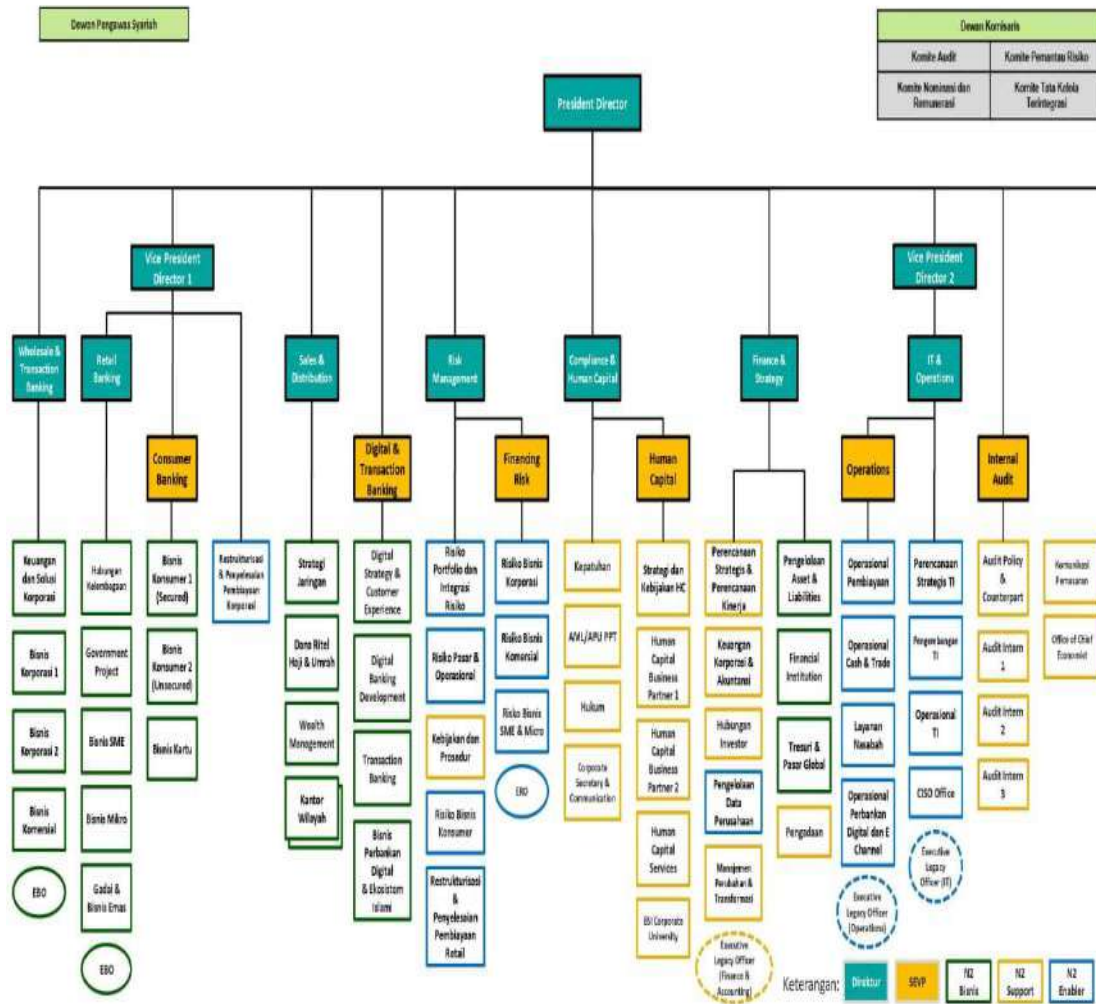 Dewan Pengawas Syariah
Dewan Komisaris
Komite Audit
Komite Pemantau Risiko
Komite Nominasi dan
Remunerasi
Komite Tata Kelola
Terintegrasi
President Director
Vice President
Director 1
Vice President
Director 2
Wholesale &
Transaction
Banking
Retail
Banking
Sales &
Distribution
Risk
Management
Compliance &
Human Capital
Finance &
Strategy
IT &
Operations
Consumer
Banking
Digital &
Transaction
Banking
Financing
Risk
Human
Capital
Operations
Internal
Audit
Keuangan
dan Solusi
Korporasi
Bisnis
Korporasi 1
Bisnis
Korporasi 2
Bisnis
Komersial
EBO
Hubungan
Kelembagaan
Government
Project
Bisnis SME
Bisnis Mikro
Gadai &
Bisnis Emas
EBO
Bisnis
Konsumer 1
(Secured)
Bisnis
Konsumer 2
(Unsecured)
Bisnis Kartu
Restrukturisasi
& Penyelesaian
Pembiayaan
Korporasi
Strategi
Jaringan
Dana Ritel
Haji & Umrah
Wealth
Management
Kantor
Wilayah
Digital
Strategy &
Customer
Experience
Digital
Banking
Development
Transaction
Banking
Bisnis
Perbankan
Digital
& Ekosistem
Islami
Risiko
Portfolio dan
Integrasi
Risiko
Risiko Pasar &
Operasional
Kebijakan dan
Prosedur
Risiko Bisnis
Konsumer
Restrukturisasi
&
Penyelesaian
Pembiayaan
Retail
Risiko Bisnis
Korporasi
Risiko Bisnis
Komersial
Risiko Bisnis
SME & Micro
ERO
Kepatuhan
AML/APU PPT
Hukum
Corporate
Secretary &
Communication
Strategi dan
Kebijakan HC
Human
Capital
Business
Partner 1
Human
Capital
Business
Partner 2
Human
Capital
Services
BSI Corporate
University
Perencanaan
Strategis &
Perencanaan
Kinerja
Keuangan
Korporasi &
Akuntansi
Hubungan
Investor
Pengelolaan
Data
Perusahaan
Manajemen
Perubahan &
Transformasi
Executive
Legacy Officer
(Finance &
Accounting)
Pengelolaan
Asset &
Liabilities
Financial
Institution
Tresuri &
Pasar Global
Pengadaan
Operasional
Pembiayaan
Operasional
Cash & Trade
Layanan
Nasabah
Operasional
Perbankan
Digital dan E
Channel
Executive
Legacy Officer
(Operations)
Perencanaan
Strategis TI
Pengembangan
TI
Operasional
TI
CISO Office
Executive
Legacy
Officer (IT)
Audit Policy
&
Counterpart
Audit Intern
1
Audit Intern
2
Audit Intern
3
Komunikasi
Pemasaran
Office of Chief
Economist
Keterangan:
Direktur
SEVP
N2
Bisnis
N2
Support
N2
Enabler